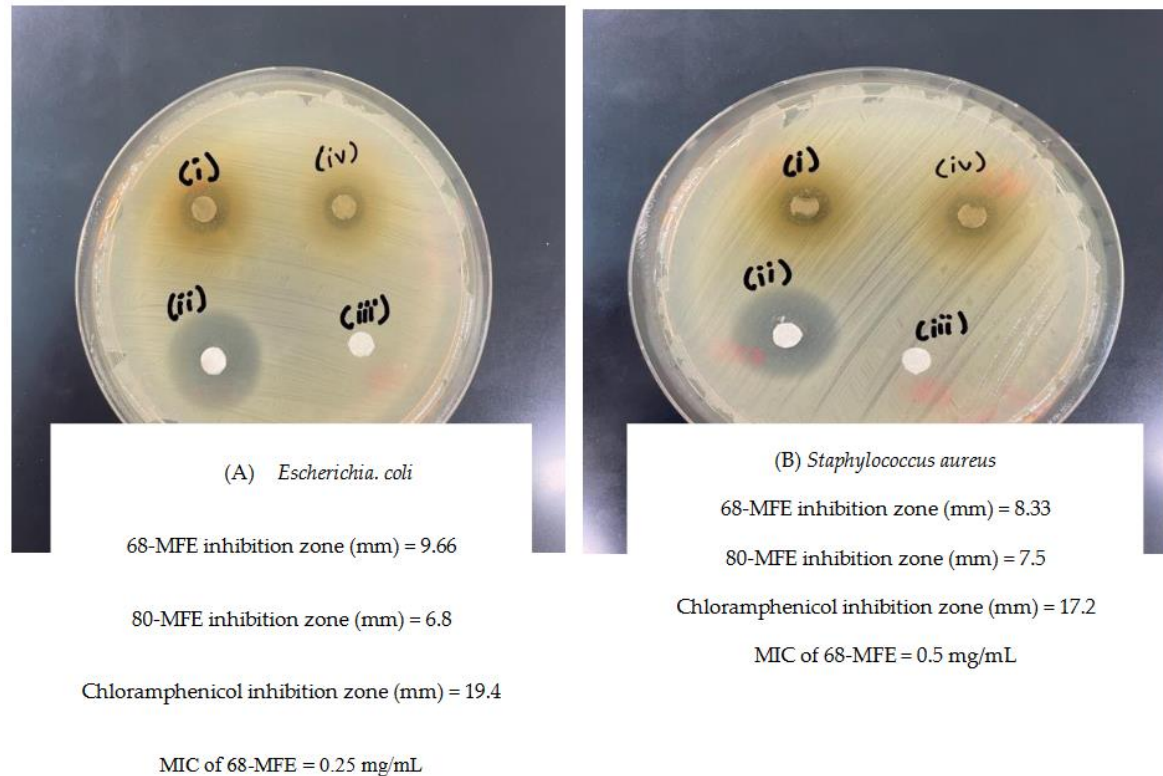 (i)
(iv)
(ii)
(iii)
(A) Escherichia. coli
68-MFE inhibition zone (mm) = 9.66
80-MFE inhibition zone (mm) = 6.8
Chloramphenicol inhibition zone (mm) = 19.4
MIC of 68-MFE = 0.25 mg/mL
(i)
(iv)
(ii)
(iii)
(B) Staphylococcus aureus
68-MFE inhibition zone (mm) = 8.33
80-MFE inhibition zone (mm) = 7.5
Chloramphenicol inhibition zone (mm) = 17.2
MIC of 68-MFE = 0.5 mg/mL